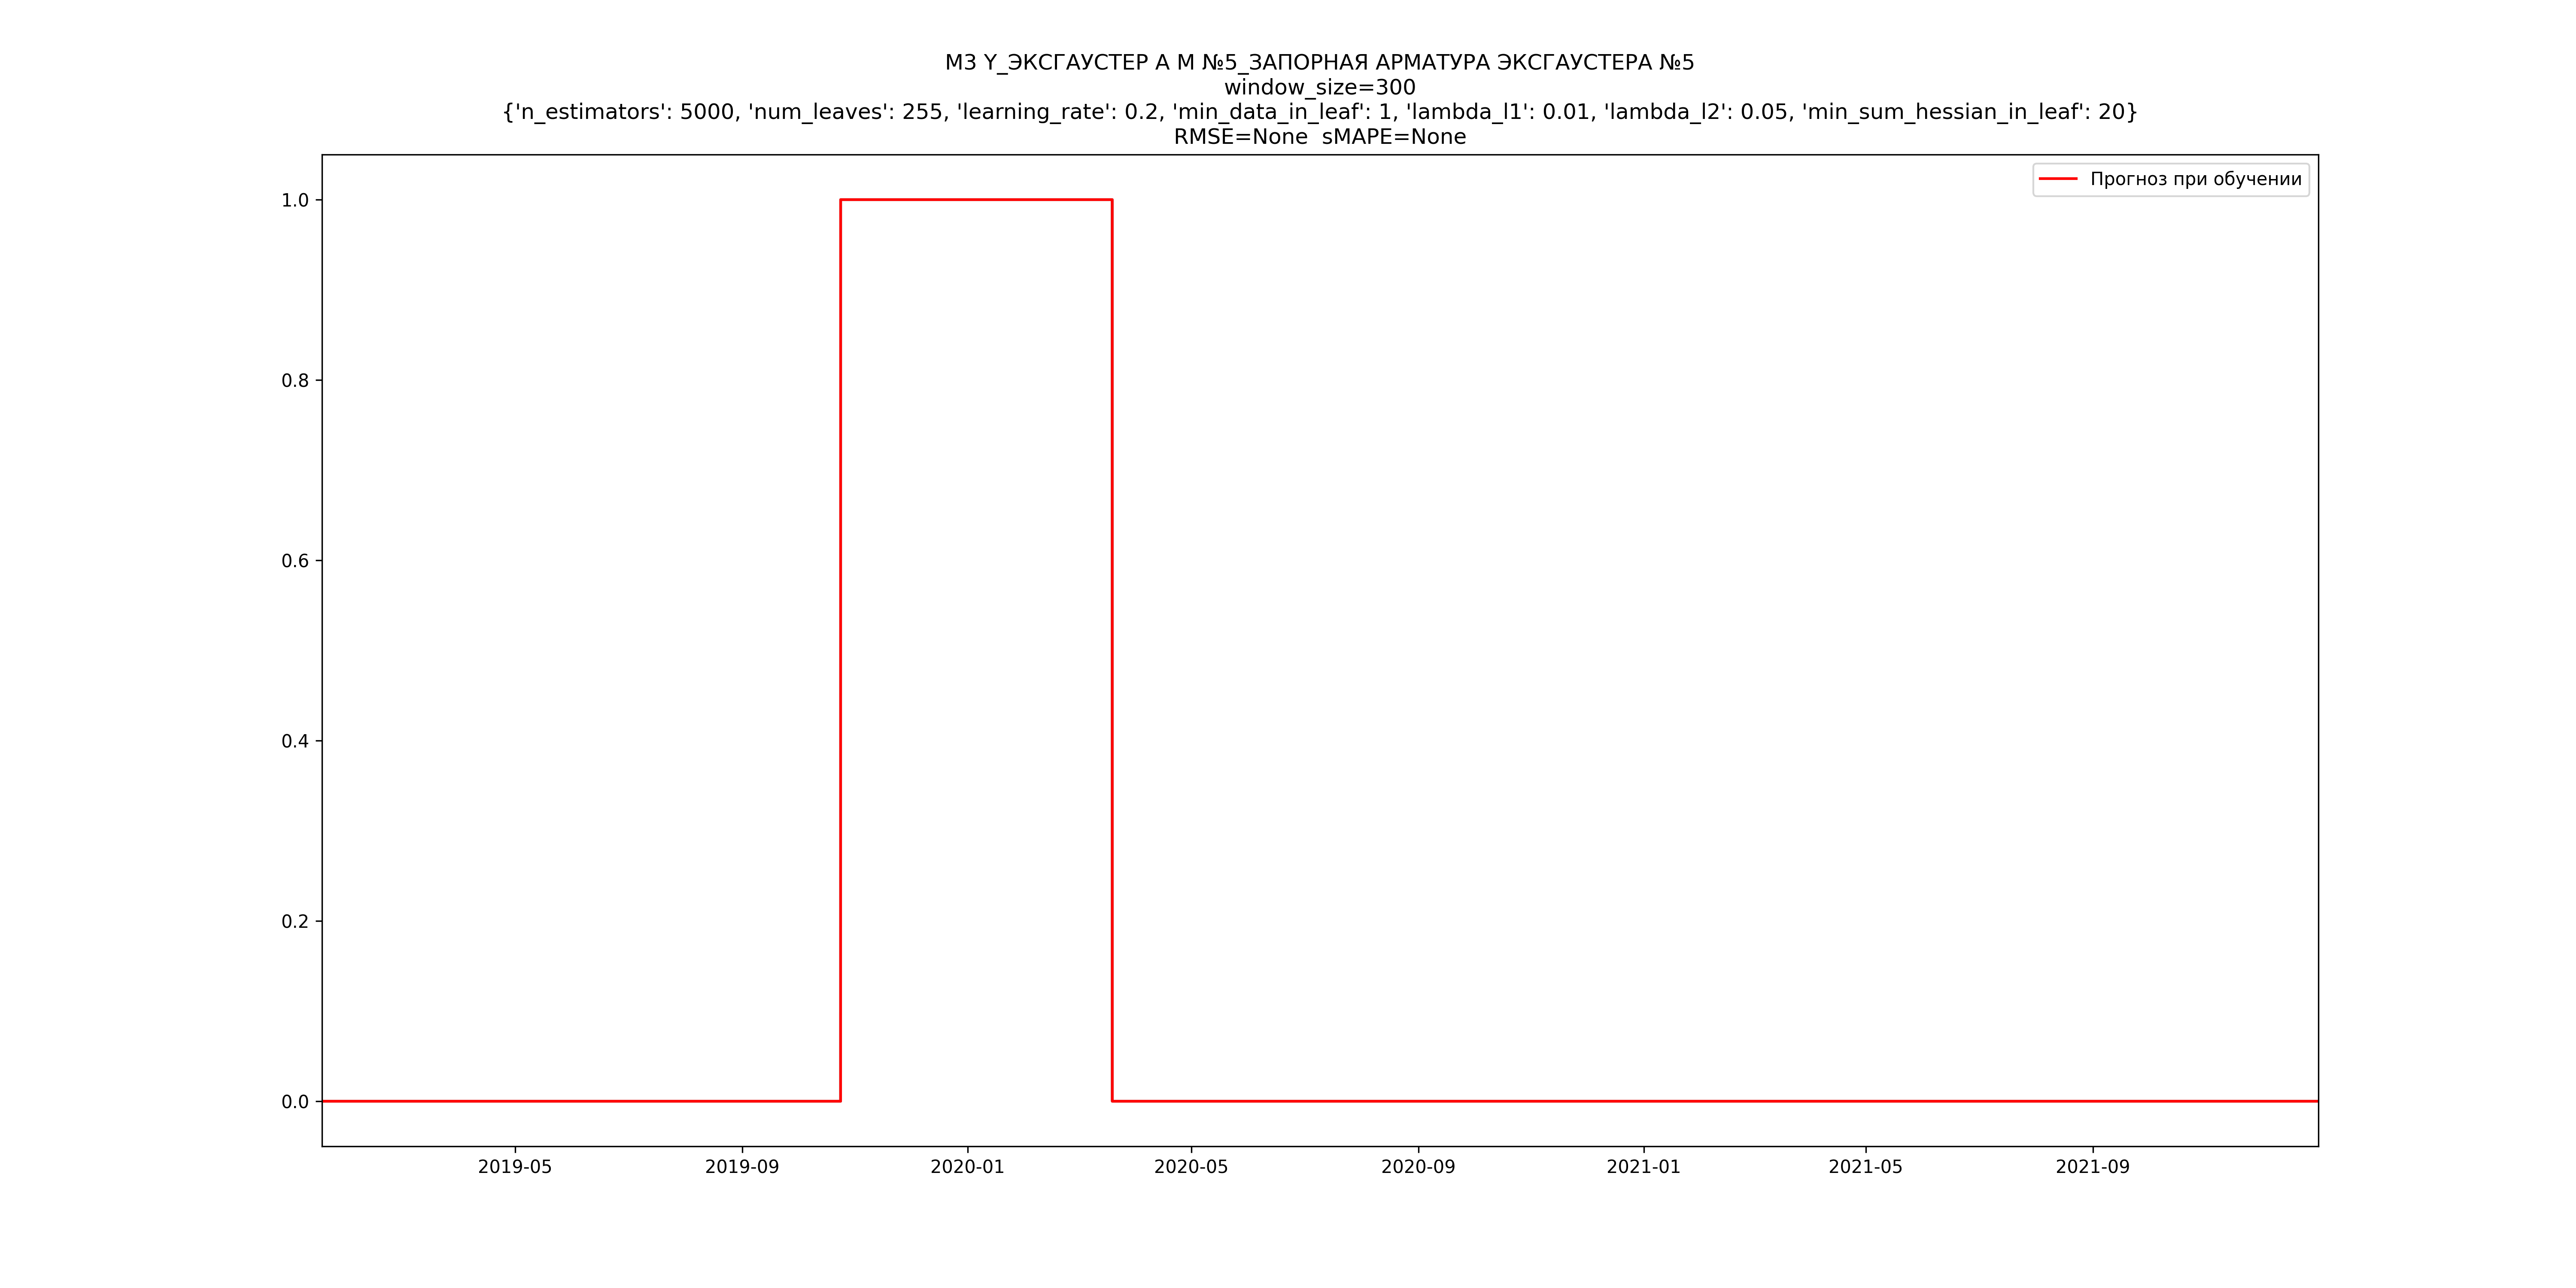 М3 Y_ЭКСГАУСТЕР А М №5_ЗАПОРНАЯ АРМАТУРА ЭКСГАУСТЕРА №5
window_size=300
{'n_estimators': 5000, 'num_leaves': 255, 'learning_rate': 0.2, 'min_data_in_leaf': 1, 'lambda_l1': 0.01, 'lambda_l2': 0.05, 'min_sum_hessian_in_leaf': 20}
RMSE=None  sMAPE=None
Прогноз при обучении
1.0
0.8
0.6
0.4
0.2
0.0
2019-05
2019-09
2020-01
2020-05
2020-09
2021-01
2021-05
2021-09